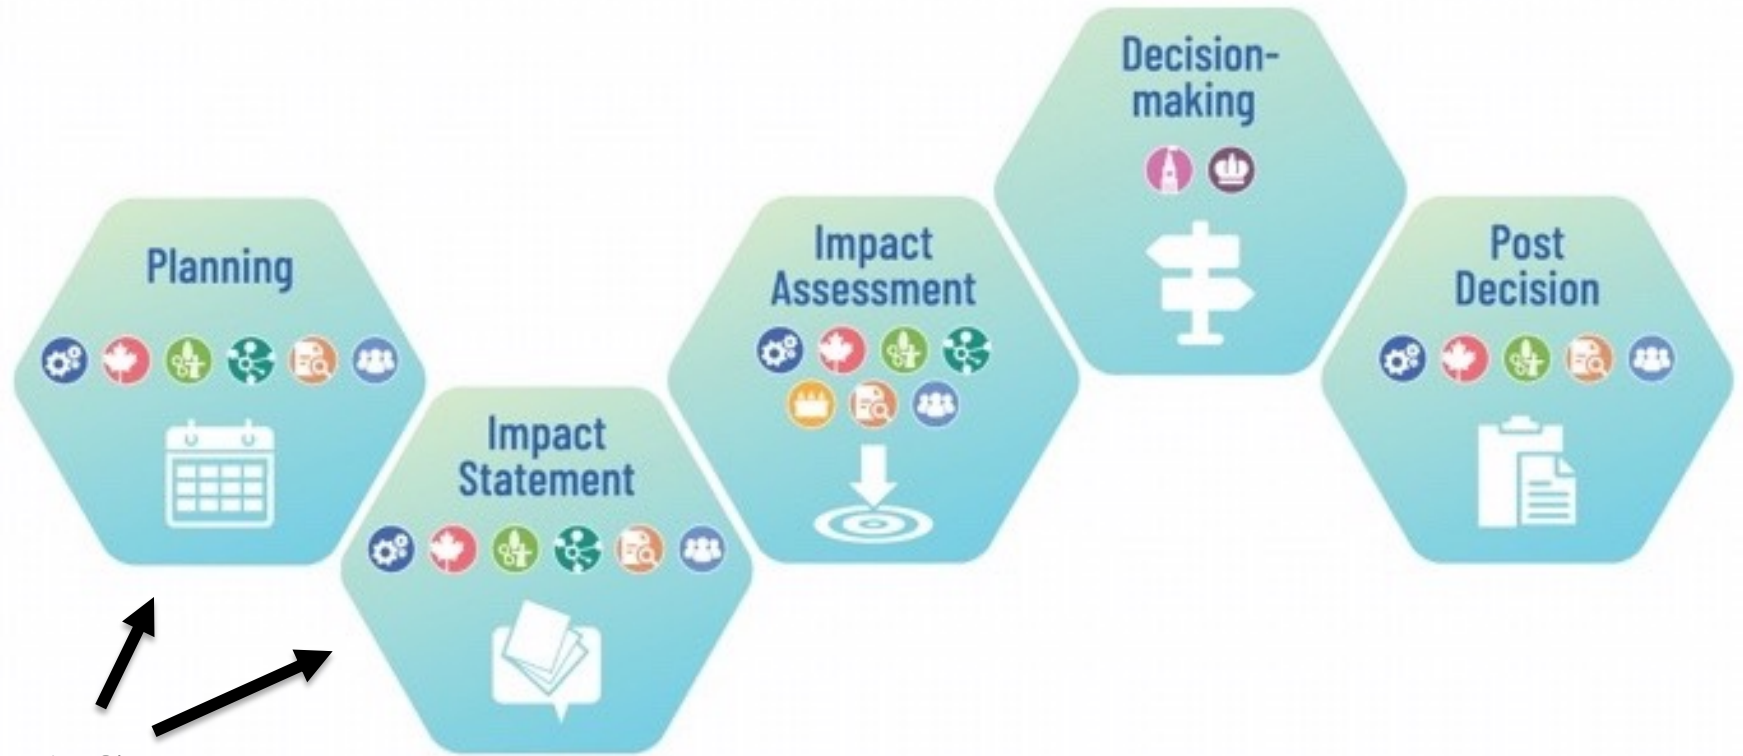 Planning
Impact
Statement
Impact
Assessment
Decision-
making
Post
Decision